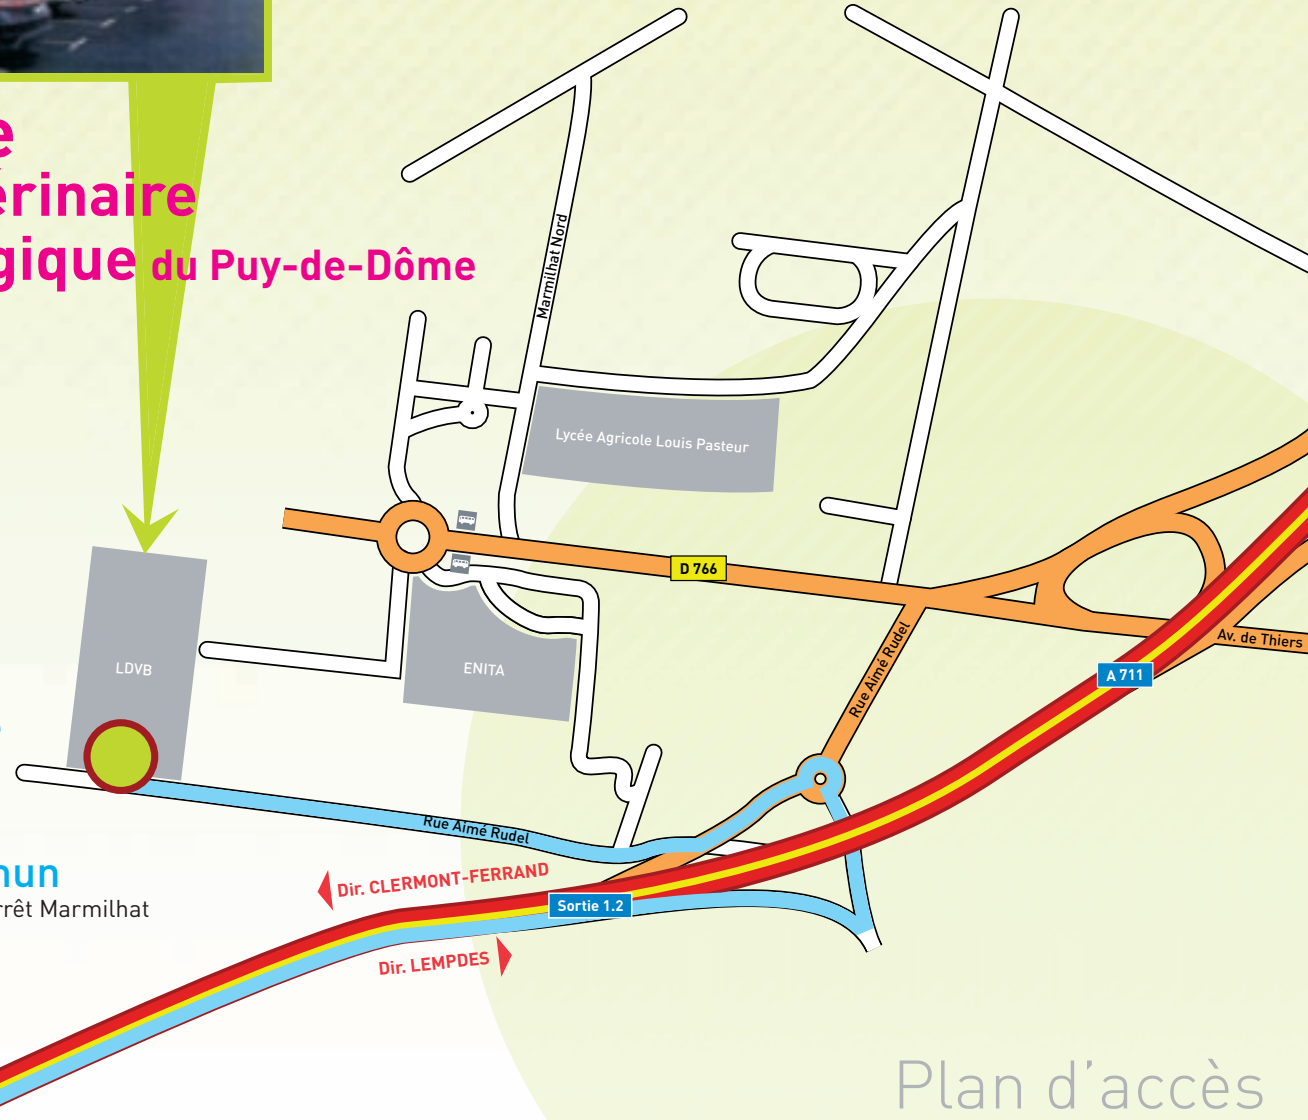 e
érinaire
gique du Puy-de-Dôme
Marmilhat Nord
Lycée Agricole Louis Pasteur
D 766
LDVB
ENITA
Rue Aimé Rudel
Av. de Thiers
A 711
Rue Aimé Rudel
mun
rrêt Marmilhat
Dir. CLERMONT-FERRAND
Sortie 1.2
Dir. LEMPDES
Plan d'accès